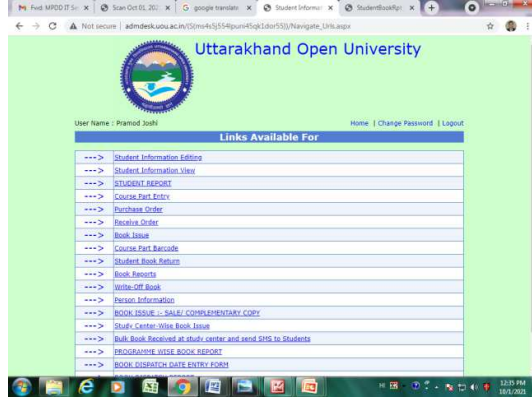 Fwd: MPDD IT Se
Scan Oct 01, 202
google translate
Student Informat
StudentBookRpt
Not secure | admdesk.uou.ac.in/(S(ms4s5j554lpuni45qk1dor55))/Navigate_Urls.aspx
Uttarakhand Open University
User Name : Pramod Joshi
Home | Change Password | Logout
Links Available For
---> Student Information Editing
---> Student Information View
---> STUDENT REPORT
---> Course Part Entry
---> Purchase Order
---> Receive Order
---> Book Issue
---> Course Part Barcode
---> Student Book Return
---> Book Reports
---> Write-Off Book
---> Person Information
---> BOOK ISSUE :- SALE/ COMPLEMENTARY COPY
---> Study Center-Wise Book Issue
---> Bulk Book Received at study center and send SMS to Students
---> PROGRAMME WISE BOOK REPORT
---> BOOK DISPATCH DATE ENTRY FORM
12:35 PM
10/1/2021